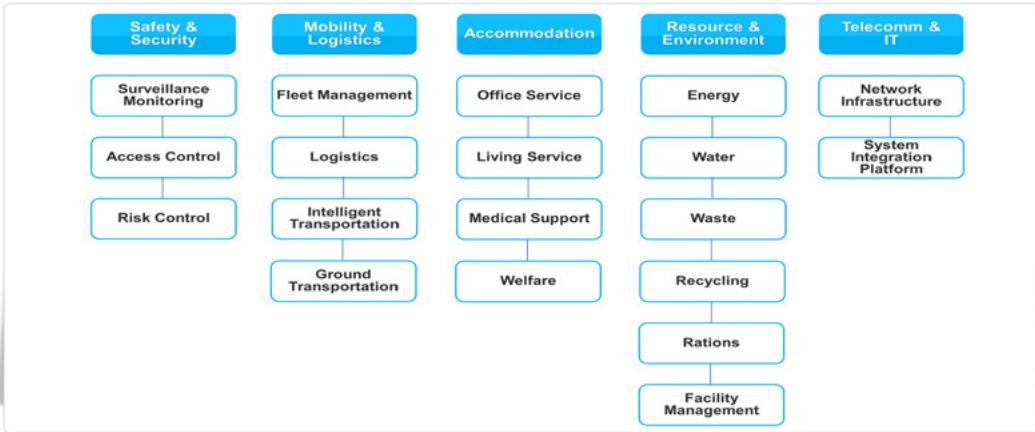 Safety &
Security
Surveillance
Monitoring
Access Control
Risk Control
Mobility &
Logistics
Fleet Management
Logistics
Intelligent
Transportation
Ground
Transportation
Accommodation
Office Service
Living Service
Medical Support
Welfare
Resource &
Environment
Energy
Water
Waste
Recycling
Rations
Facility
Management
Telecomm &
IT
Network
Infrastructure
System
Integration
Platform